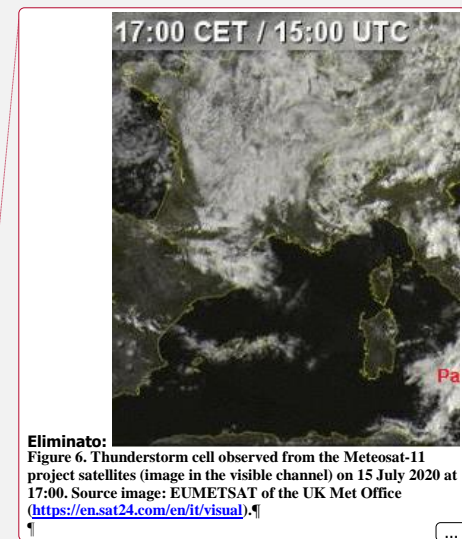 17:00 CET / 15:00 UTC
Pa
Eliminato:
Figure 6. Thunderstorm cell observed from the Meteosat-11
project satellites (image in the visible channel) on 15 July 2020 at
17:00. Source image: EUMETSAT of the UK Met Office
(https://en.sat24.com/en/it/visual).¶
¶
...